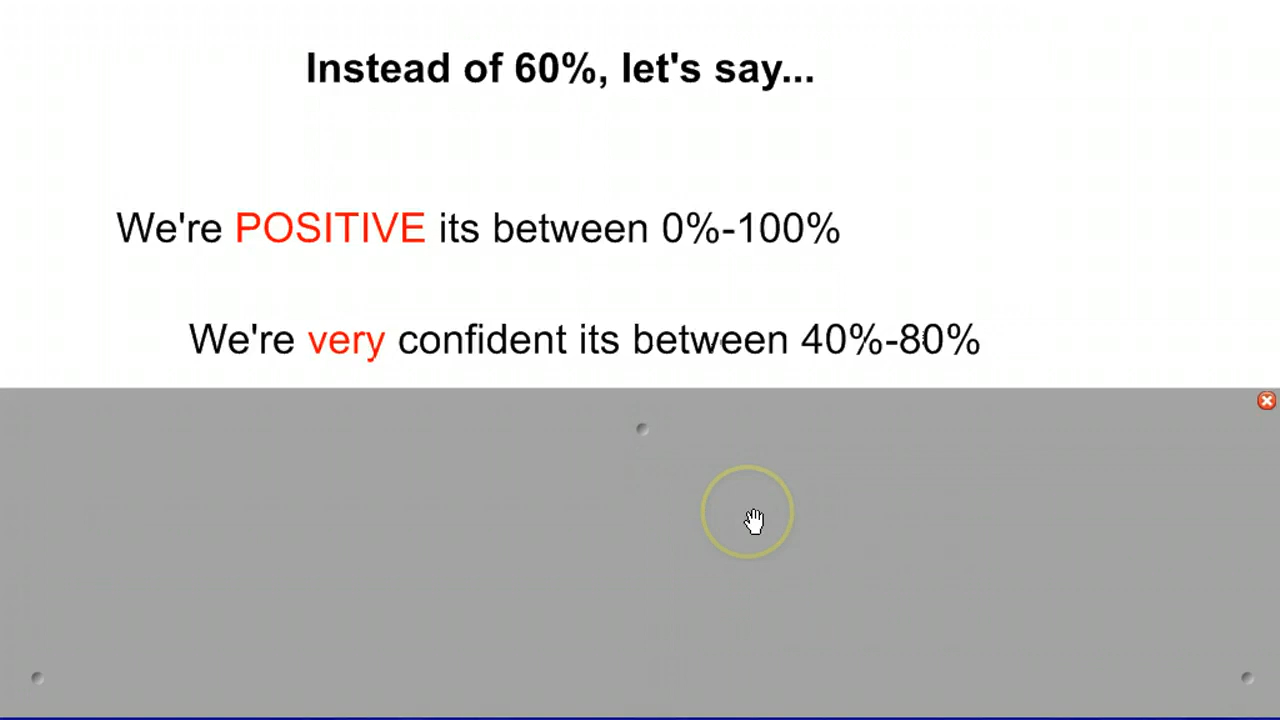 Instead of 60%, let's say...
We're POSITIVE its between 0%-100%
We're very confident its between 40%-80%